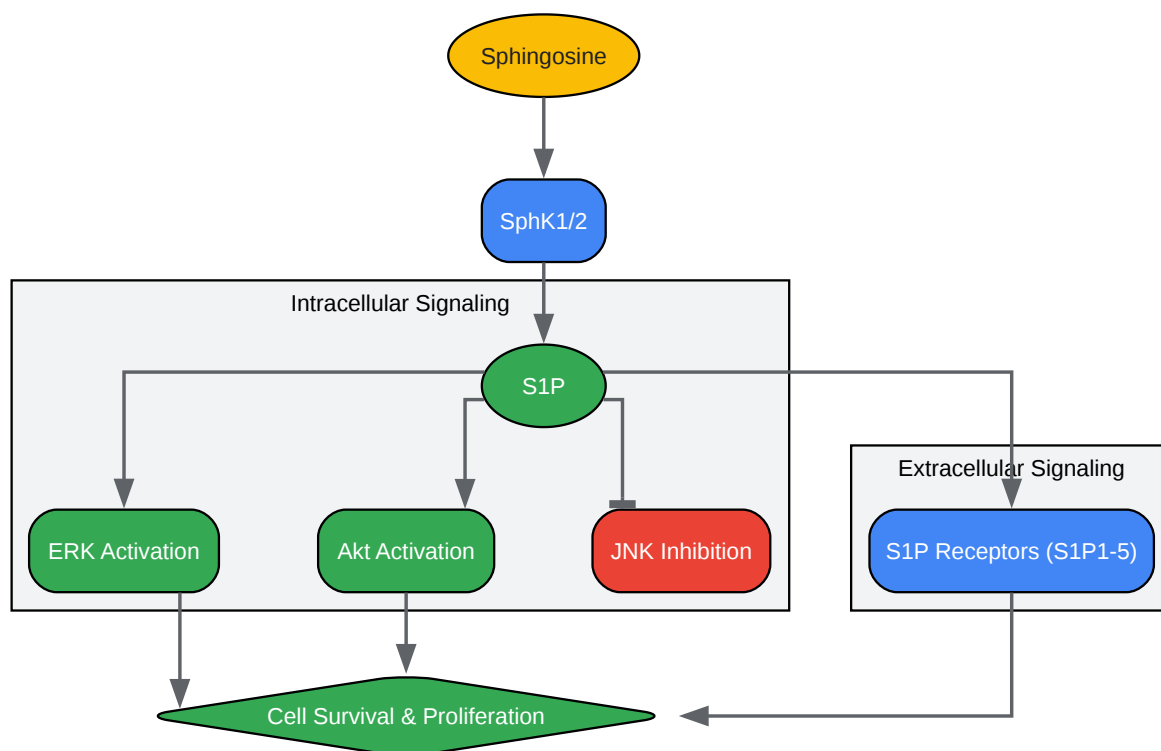 Sphingosine
SphK1/2
Intracellular Signaling
S1P
Extracellular Signaling
ERK Activation
Akt Activation
JNK Inhibition
S1P Receptors (S1P1-5)
Cell Survival & Proliferation